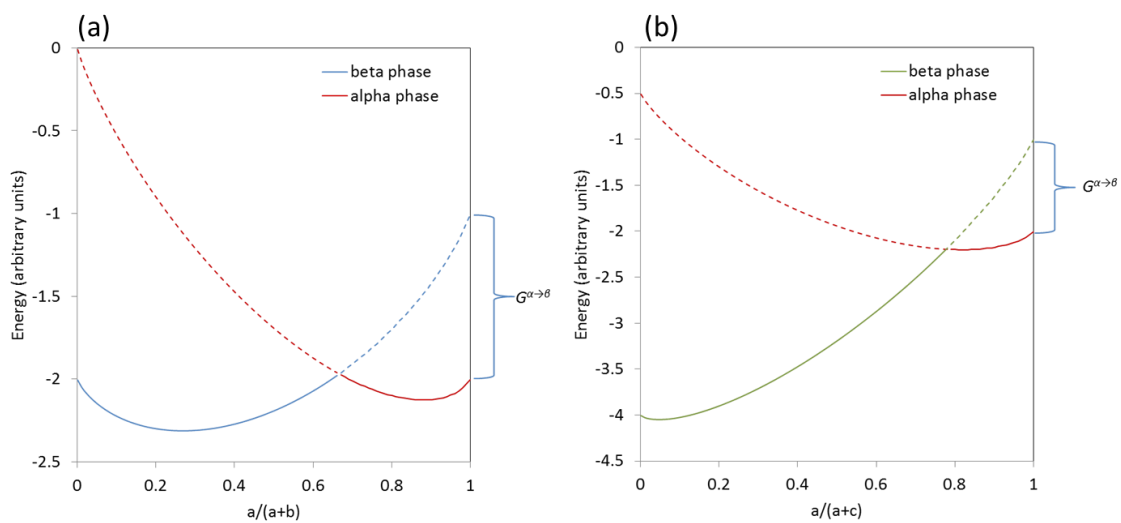 (a)
0
-0.5
-1
-1.5
-2
-2.5
Energy (arbitrary units)
beta phase
alpha phase
Gα→β
0 0.2 0.4 0.6 0.8 1
a/(a+b)
(b)
0
-0.5
-1
-1.5
-2
-2.5
-3
-3.5
-4
-4.5
Energy (arbitrary units)
beta phase
alpha phase
Gα→β
0 0.2 0.4 0.6 0.8 1
a/(a+c)